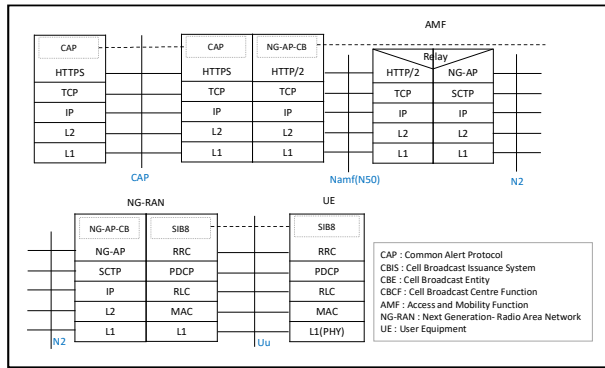 AMF
CAP CAP NG-AP-CB
Relay
HTTPS HTTPS HTTP/2 HTTP/2 NG-AP
TCP TCP TCP TCP SCTP
IP IP IP IP IP
L2 L2 L2 L2 L2
L1 L1 L1 L1 L1
CAP Namf(N50) N2
NG-RAN UE
NG-AP-CB SIB8 SIB8
NG-AP RRC RRC
SCTP PDCP PDCP
IP RLC RLC
L2 MAC MAC
L1 L1 L1(PHY)
N2 Uu
CAP : Common Alert Protocol
CBIS : Cell Broadcast Issuance System
CBE : Cell Broadcast Entity
CBCF : Cell Broadcast Centre Function
AMF : Access and Mobility Function
NG-RAN : Next Generation- Radio Area Network
UE : User Equipment